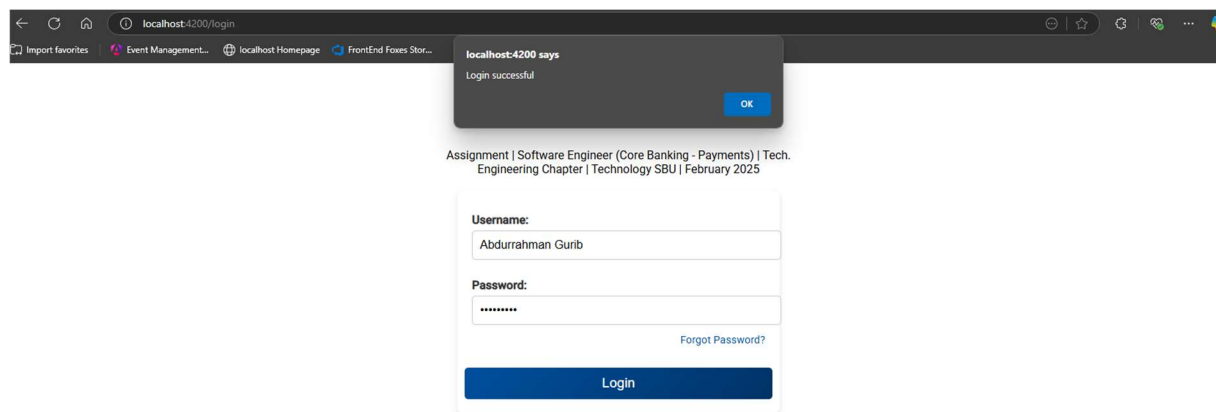 localhost:4200/login
Import favorites Event Management... localhost Homepage FrontEnd Foxes Stor...
localhost:4200 says
Login successful
OK
Assignment | Software Engineer (Core Banking - Payments) | Tech.
Engineering Chapter | Technology SBU | February 2025
Username:
Abdurrahman Gurib
Password:
•••••••••
Forgot Password?
Login